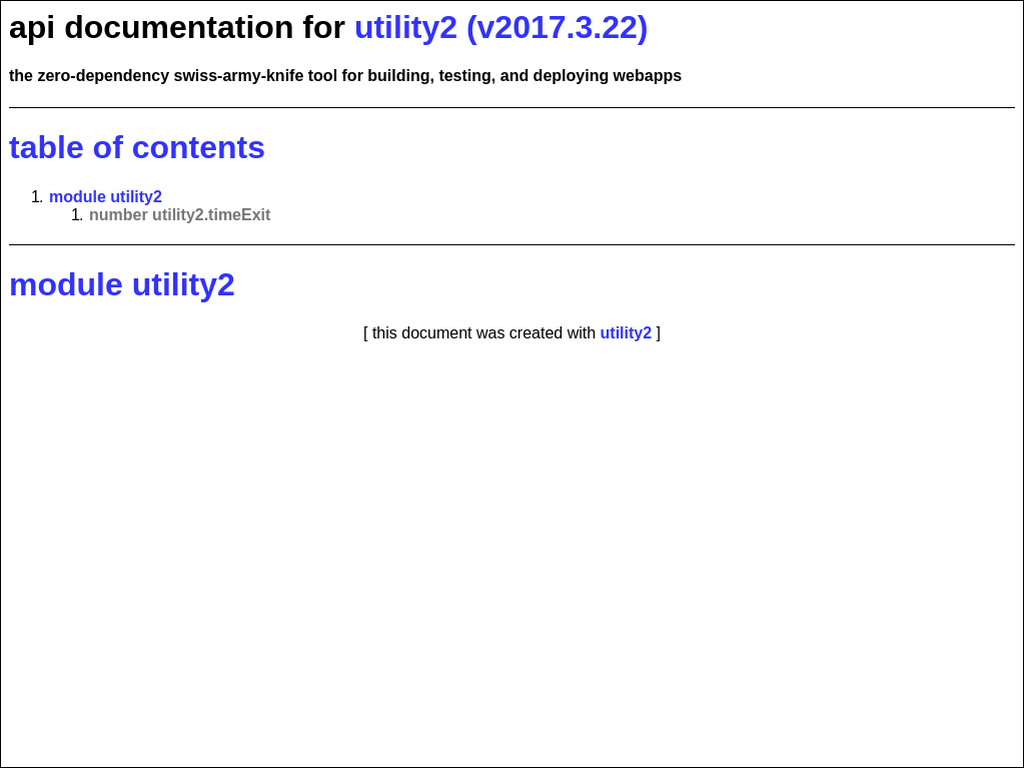 api documentation for utility2 (v2017.3.22)
the zero-dependency swiss-army-knife tool for building, testing, and deploying webapps
table of contents
1. module utility2
1. number utility2.timeExit
module utility2
[ this document was created with utility2 ]